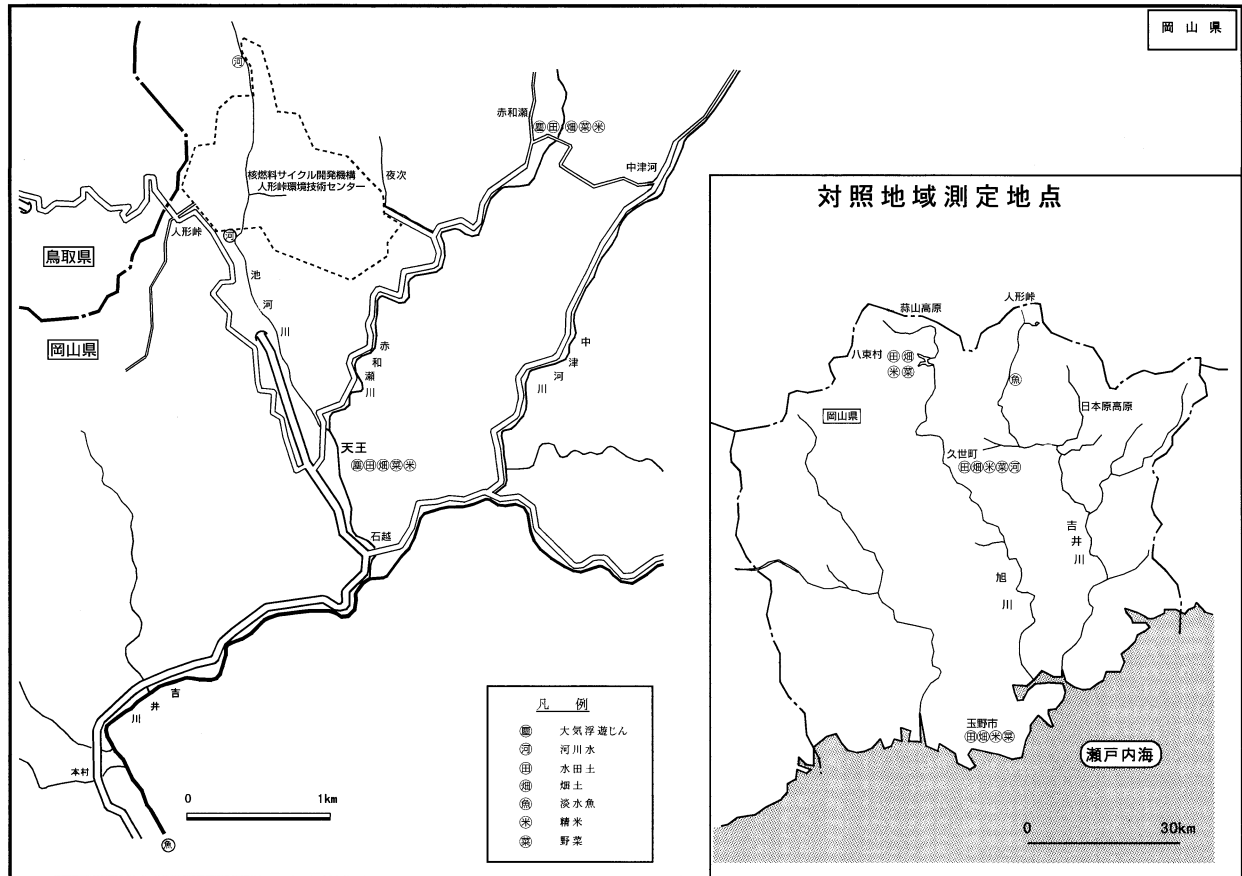 岡山県
河
赤和瀬
塵田畑菜米
中津河
核燃料サイクル開発機構
人形峠環境技術センター
夜次
人形峠
河
鳥取県
岡山県
池河川
赤和瀬川
中津河川
天王
塵田畑菜米
石越
吉井川
本村
魚
0 1km
凡例
塵 大気浮遊じん
河 河川水
田 水田土
畑 畑土
魚 淡水魚
米 精米
菜 野菜
対照地域測定地点
人形峠
蒜山高原
八束村 田畑
米菜
魚
岡山県
日本原高原
久世町
田畑米菜河
吉井川
旭川
玉野市
田畑米菜
瀬戸内海
0 30km